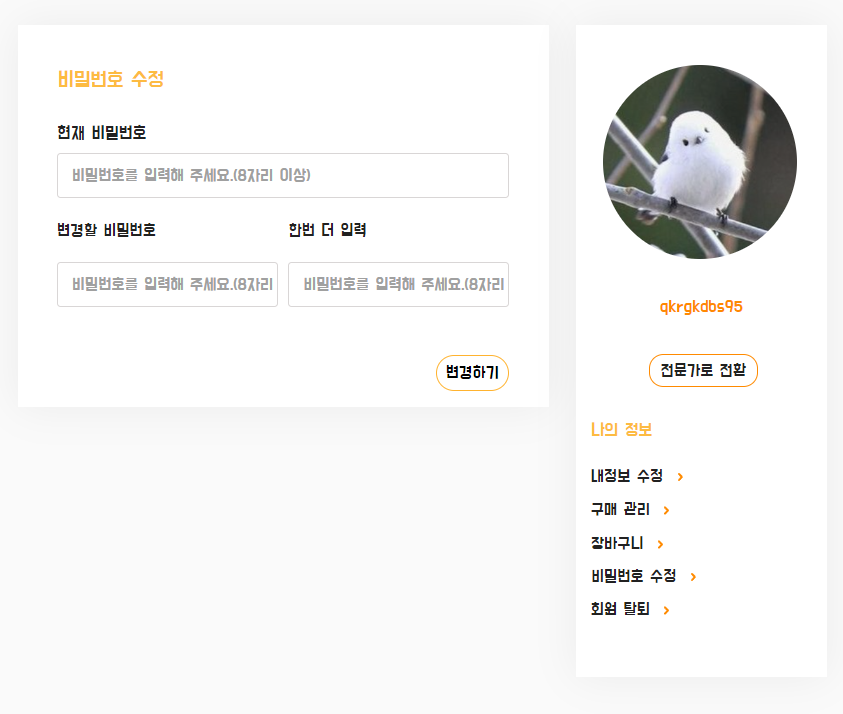 비밀번호 수정
현재 비밀번호
비밀번호를 입력해 주세요.(8자리 이상)
변경할 비밀번호
한번 더 입력
비밀번호를 입력해 주세요.(8자리
비밀번호를 입력해 주세요.(8자리
변경하기
qkrgkdbs95
전문가로 전환
나의 정보
내정보 수정 >
구매 관리 >
장바구니 >
비밀번호 수정 >
회원 탈퇴 >